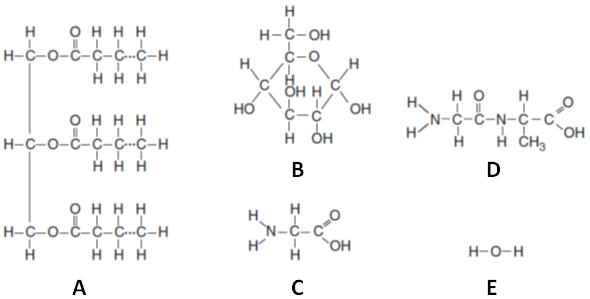 H O H H H
H–C–O–C–C–C···C–H
H H H
O H H H
H–C–O–C–C–C···C–H
H H H
O H H H
H–C–O–C–C–C···C–H
H H H H
A
H
H–C–OH
C–O
H H
C H C
OH H
HO C C OH
H OH
B
H H O
N–C–C
H H OH
C
H H O H O
N–C–C–N–C–C
H H H CH₃ OH
D
H–O–H
E